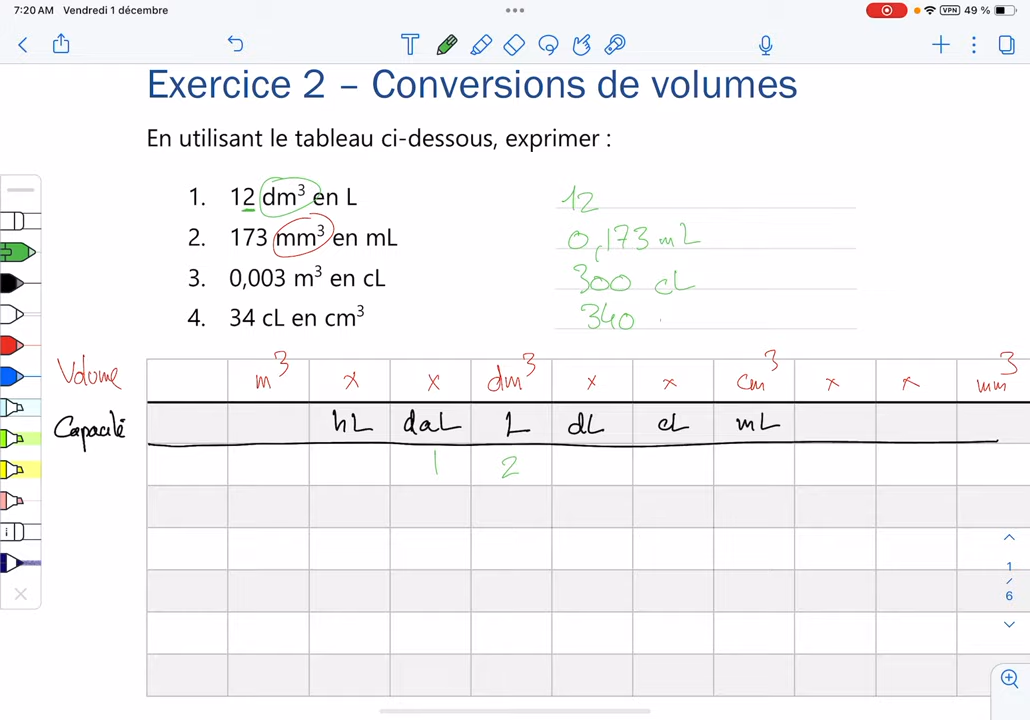 7:20 AM Vendredi 1 décembre VPN 49 %
Exercice 2 – Conversions de volumes
En utilisant le tableau ci-dessous, exprimer :
1. 12 dm³ en L 12
2. 173 mm³ en mL 0,173 mL
3. 0,003 m³ en cL 300 cL
4. 34 cL en cm³ 340
Volume m³ x x dm³ x x cm³ x x mm³
Capacité hL daL L dL cL mL
1 2
1
/
6